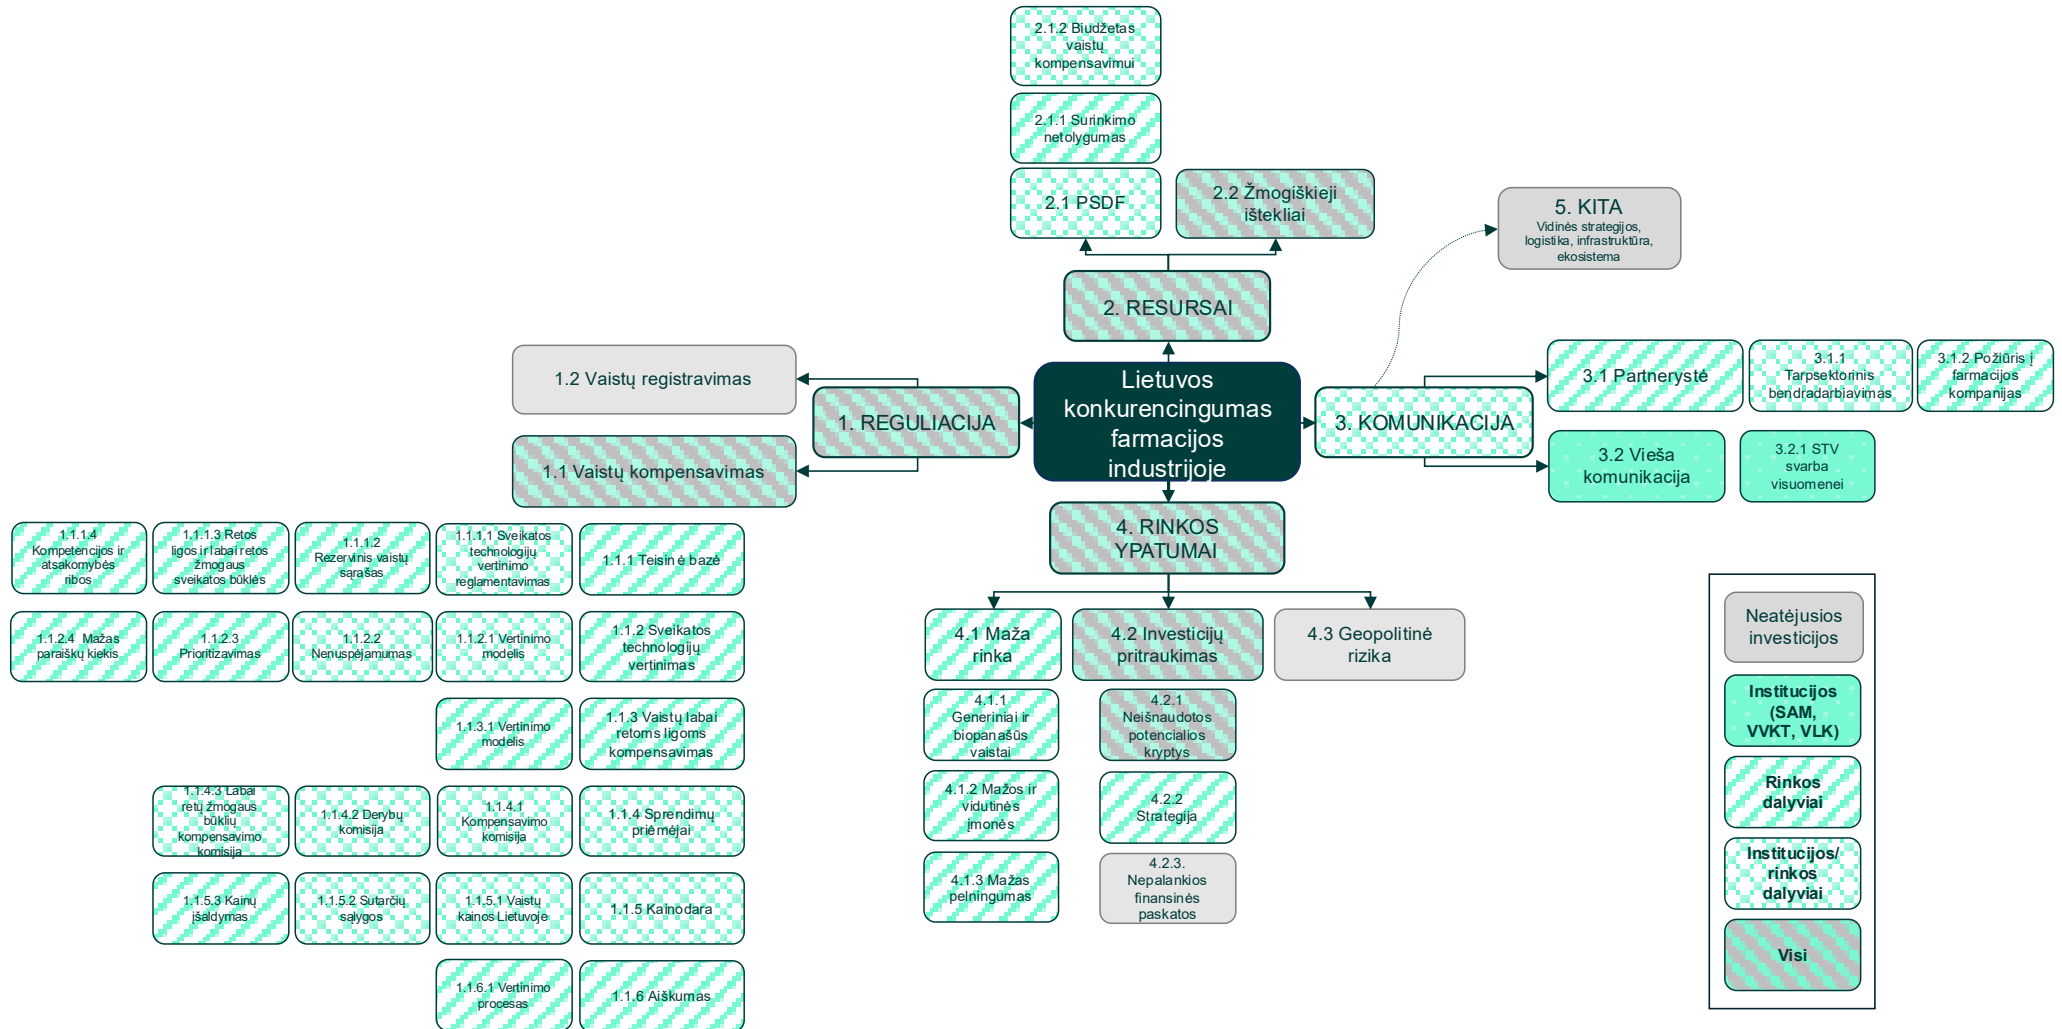 2.1.2 Biudžetas
vaistų
kompensavimui
2.1.1 Surinkimo
netolygumas
2.1 PSDF
2.2 Žmogiškieji
ištekliai
5. KITA
Vidinės strategijos,
logistika, infrastruktūra,
ekosistema
2. RESURSAI
1.2 Vaistų registravimas
1. REGULIACIJA
1.1 Vaistų kompensavimas
Lietuvos
konkurencingumas
farmacijos
industrijoje
3. KOMUNIKACIJA
3.1 Partnerystė
3.1.1
Tarpsektorinis
bendradarbiavimas
3.1.2 Požiūris į
farmacijos
kompanijas
3.2 Vieša
komunikacija
3.2.1 STV
svarba
visuomenei
4. RINKOS
YPATUMAI
1.1.1.4
Kompetencijos ir
atsakomybės
ribos
1.1.1.3 Retos
ligos ir labai retos
žmogaus
sveikatos būklės
1.1.1.2
Rezervinis vaistų
sąrašas
1.1.1.1 Sveikatos
technologijų
vertinimo
reglamentavimas
1.1.1 Teisinė bazė
1.1.2.4 Mažas
paraiškų kiekis
1.1.2.3
Prioritizavimas
1.1.2.2
Nenuspėjamumas
1.1.2.1 Vertinimo
modelis
1.1.2 Sveikatos
technologijų
vertinimas
1.1.3.1 Vertinimo
modelis
1.1.3 Vaistų labai
retoms ligoms
kompensavimas
1.1.4.3 Labai
retų žmogaus
būklių
kompensavimo
komisija
1.1.4.2 Derybų
komisija
1.1.4.1
Kompensavimo
komisija
1.1.4 Sprendimų
priėmėjai
1.1.5.3 Kainų
įšaldymas
1.1.5.2 Sutarčių
sąlygos
1.1.5.1 Vaistų
kainos Lietuvoje
1.1.5 Kainodara
1.1.6.1 Vertinimo
procesas
1.1.6 Aiškumas
4.1 Maža
rinka
4.2 Investicijų
pritraukimas
4.3 Geopolitinė
rizika
4.1.1
Generiniai ir
biopanašūs
vaistai
4.2.1
Neišnaudotos
potencialios
kryptys
4.1.2 Mažos ir
vidutinės
įmonės
4.2.2
Strategija
4.1.3 Mažas
pelningumas
4.2.3.
Nepalankios
finansinės
paskatos
Neatėjusios
investicijos
Institucijos
(SAM,
VVKT, VLK)
Rinkos
dalyviai
Institucijos/
rinkos
dalyviai
Visi